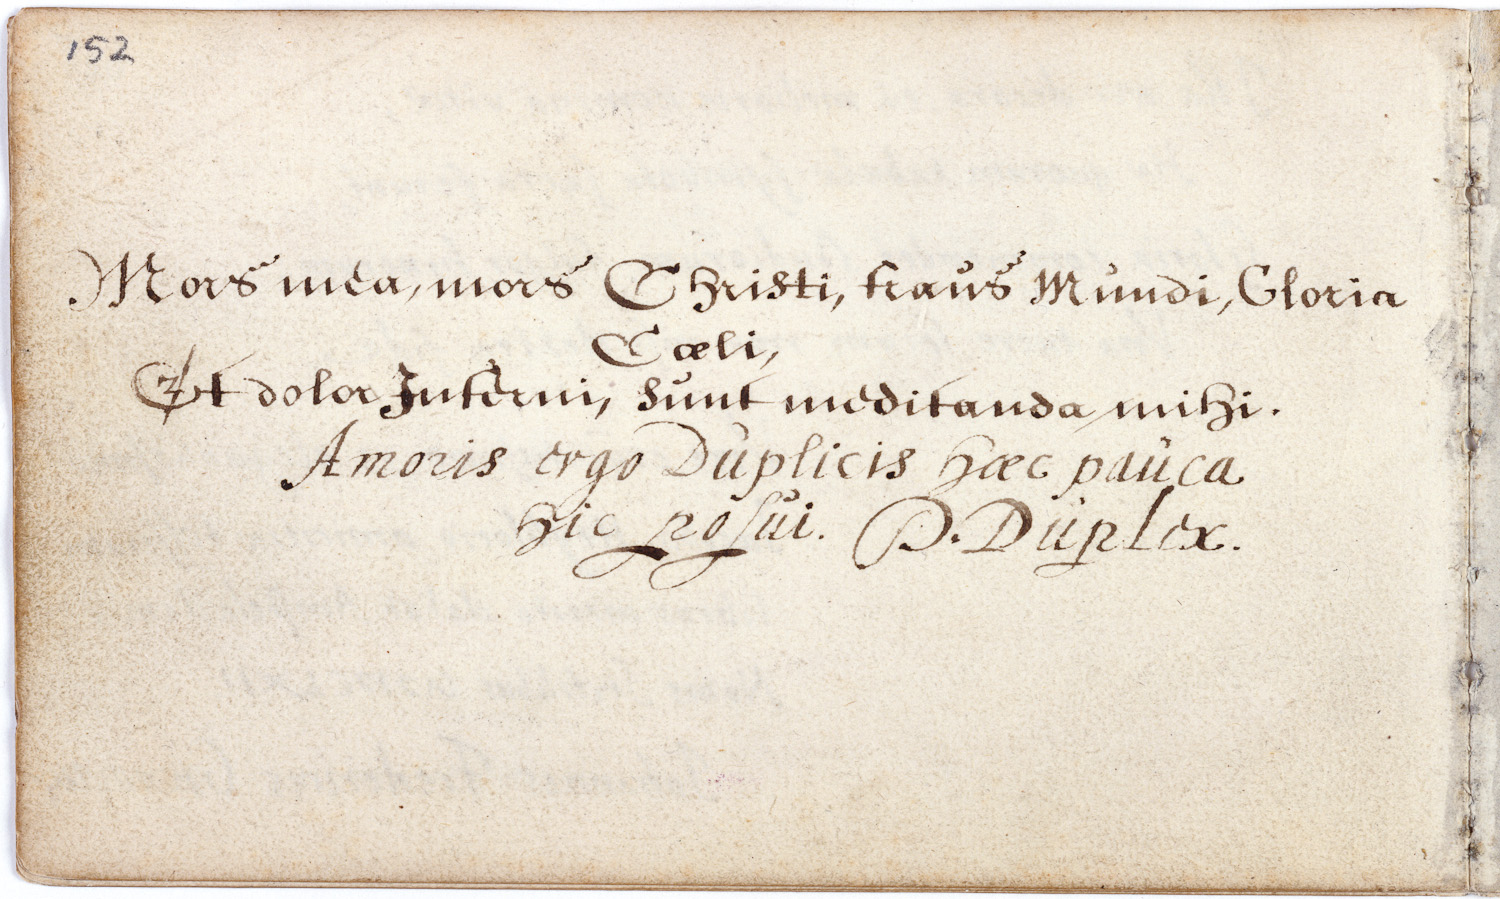 152
Mors mea, mors Christi, fraus Mundi, Gloria
Cœli,
Et dolor Inferni, sunt meditanda mihi.
Amoris ergo Duplicis hæc pauca
hic posui. D. Duplex.